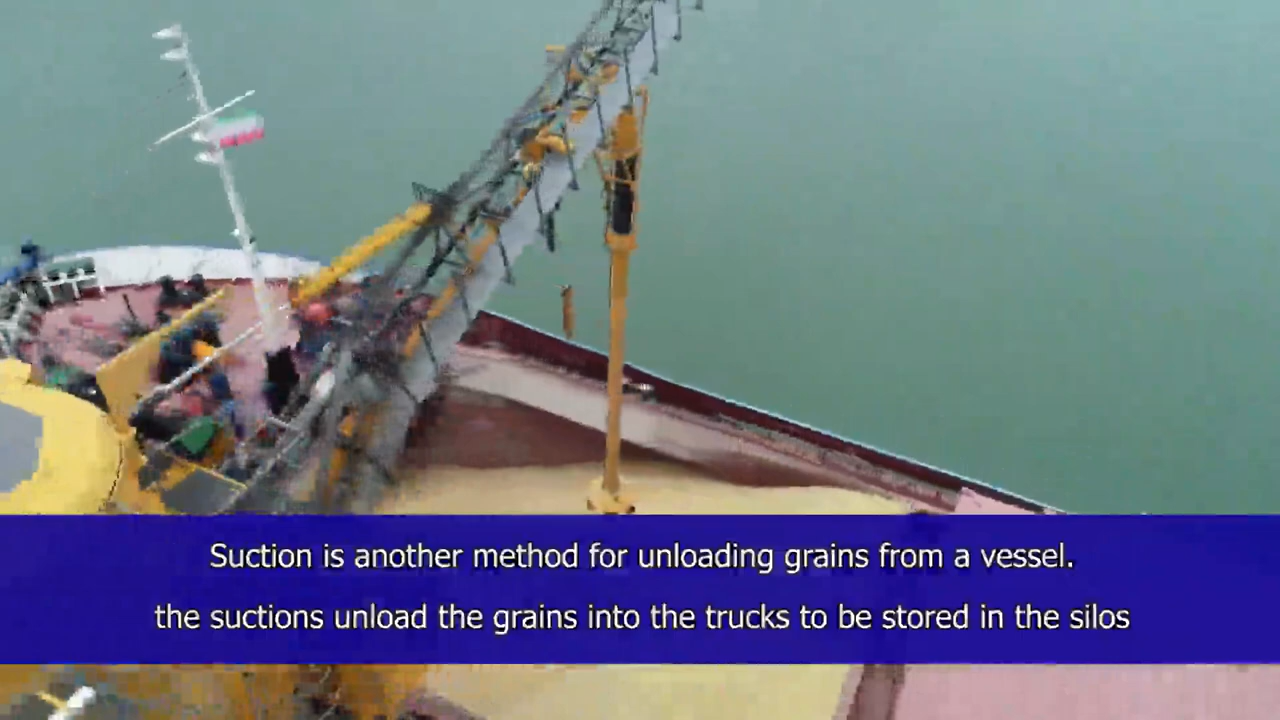 Suction is another method for unloading grains from a vessel.
the suctions unload the grains into the trucks to be stored in the silos